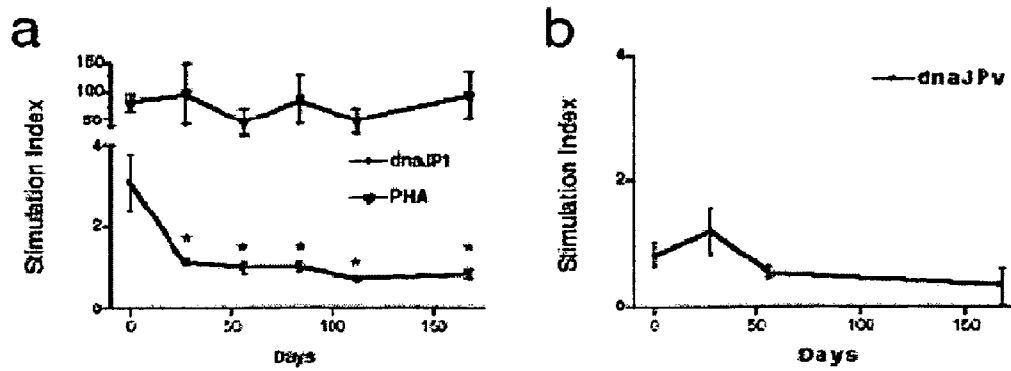 a
150
100
50
4
2
0
Stimulation Index
dnaJP1
PHA
* * * * *
0 50 100 150
Days
b
4
2
0
Stimulation Index
dnaJPv
0 50 100 150
Days